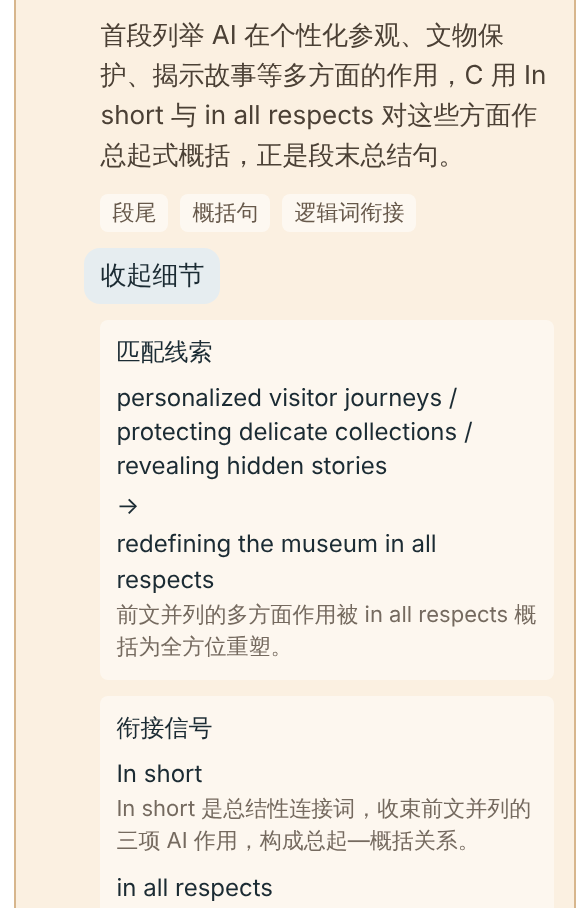 首段列举 AI 在个性化参观、文物保
护、揭示故事等多方面的作用，C 用 In
short 与 in all respects 对这些方面作
总起式概括，正是段末总结句。
段尾 概括句 逻辑词衔接
收起细节
匹配线索
personalized visitor journeys /
protecting delicate collections /
revealing hidden stories
→
redefining the museum in all
respects
前文并列的多方面作用被 in all respects 概
括为全方位重塑。
衔接信号
In short
In short 是总结性连接词，收束前文并列的
三项 AI 作用，构成总起—概括关系。
in all respects